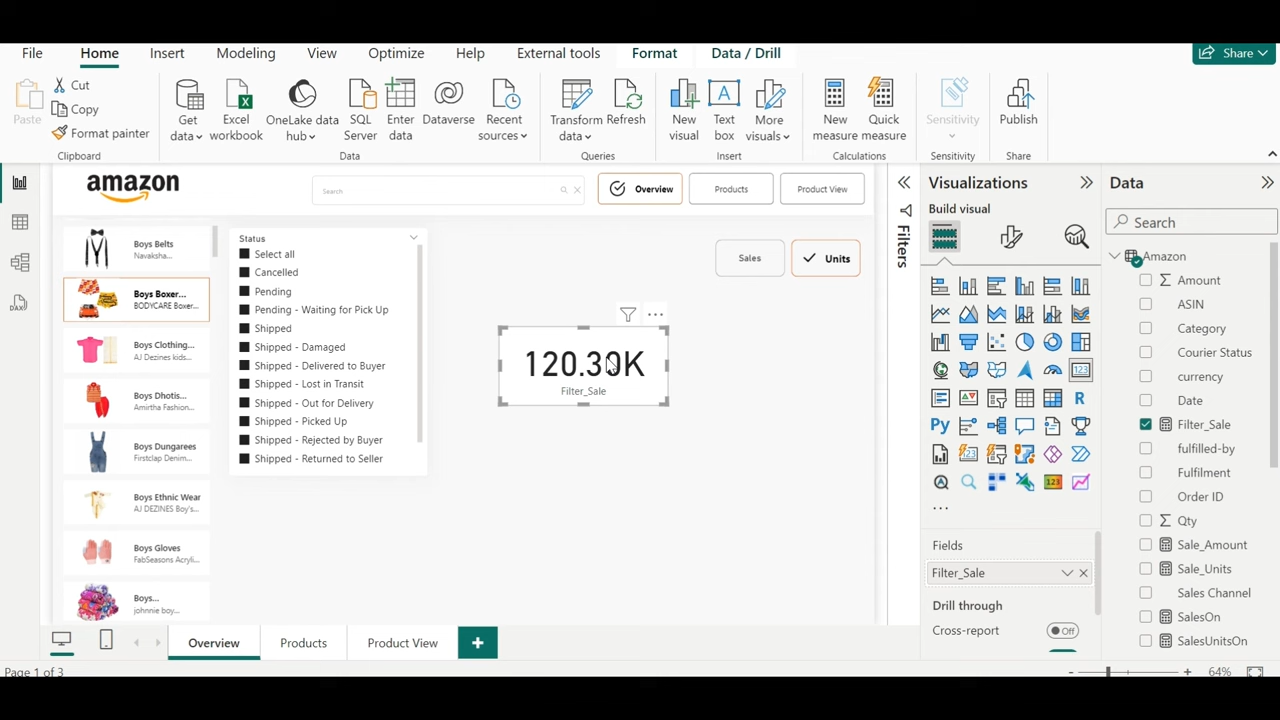 File Home Insert Modeling View Optimize Help External tools Format Data / Drill Share
Paste Cut Copy Format painter
Get data Excel workbook OneLake data hub SQL Server Enter data Dataverse Recent sources
Transform data Refresh New visual Text box More visuals New measure Quick measure Sensitivity Publish
Clipboard Data Queries Insert Calculations Sensitivity Share
amazon
Search
Overview Products Product View
Boys Belts
Navaksha...
Boys Boxer...
BODYCARE Boxer...
Boys Clothing...
AJ Dezines kids...
Boys Dhotis...
Amirtha Fashion...
Boys Dungarees
Firstclap Denim...
Boys Ethnic Wear
AJ DEZINES Boy's...
Boys Gloves
FabSeasons Acryli...
Boys...
johnnie boy...
Status
Select all
Cancelled
Pending
Pending - Waiting for Pick Up
Shipped
Shipped - Damaged
Shipped - Delivered to Buyer
Shipped - Lost in Transit
Shipped - Out for Delivery
Shipped - Picked Up
Shipped - Rejected by Buyer
Shipped - Returned to Seller
Sales Units
120.30K
Filter_Sale
Filters
Visualizations
Build visual
Fields
Filter_Sale
Drill through
Cross-report Off
Data
Search
Amazon
Amount
ASIN
Category
Courier Status
currency
Date
Filter_Sale
fulfilled-by
Fulfilment
Order ID
Qty
Sale_Amount
Sale_Units
Sales Channel
SalesOn
SalesUnitsOn
Overview Products Product View
Page 1 of 3
64%